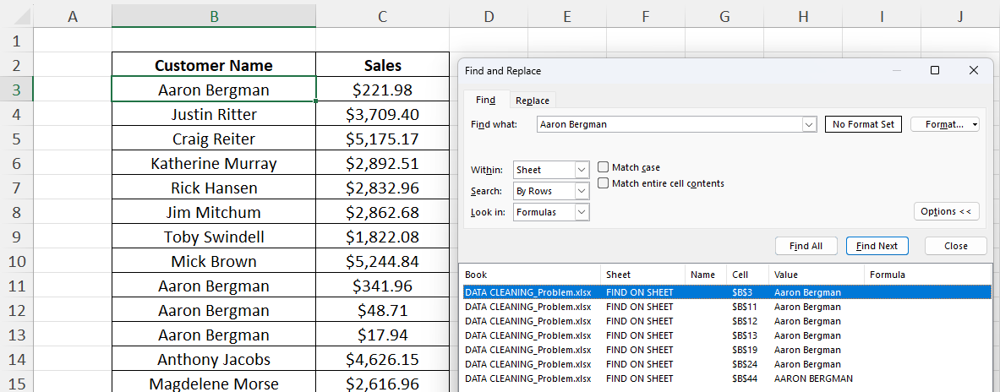 A B C D E F G H I J
1
2 Customer Name Sales
3 Aaron Bergman $221.98
4 Justin Ritter $3,709.40
5 Craig Reiter $5,175.17
6 Katherine Murray $2,892.51
7 Rick Hansen $2,832.96
8 Jim Mitchum $2,862.68
9 Toby Swindell $1,822.08
10 Mick Brown $5,244.84
11 Aaron Bergman $341.96
12 Aaron Bergman $48.71
13 Aaron Bergman $17.94
14 Anthony Jacobs $4,626.15
15 Magdelene Morse $2,616.96
Find and Replace
Find Replace
Find what: Aaron Bergman No Format Set Format...
Within: Sheet Match case
Search: By Rows Match entire cell contents
Look in: Formulas Options <<
Find All Find Next Close
Book Sheet Name Cell Value Formula
DATA CLEANING_Problem.xlsx FIND ON SHEET $B$3 Aaron Bergman
DATA CLEANING_Problem.xlsx FIND ON SHEET $B$11 Aaron Bergman
DATA CLEANING_Problem.xlsx FIND ON SHEET $B$12 Aaron Bergman
DATA CLEANING_Problem.xlsx FIND ON SHEET $B$13 Aaron Bergman
DATA CLEANING_Problem.xlsx FIND ON SHEET $B$19 Aaron Bergman
DATA CLEANING_Problem.xlsx FIND ON SHEET $B$24 Aaron Bergman
DATA CLEANING_Problem.xlsx FIND ON SHEET $B$44 AARON BERGMAN